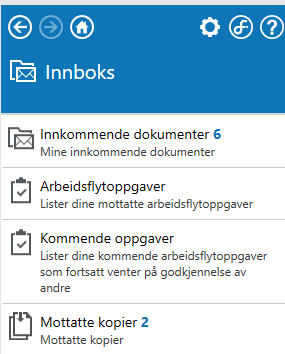 Innboks
Innkommende dokumenter 6
Mine innkommende dokumenter
Arbeidsflytoppgaver
Lister dine mottatte arbeidsflytoppgaver
Kommende oppgaver
Lister dine kommende arbeidsflytoppgaver
som fortsatt venter på godkjennelse av
andre
Mottatte kopier 2
Mottatte kopier